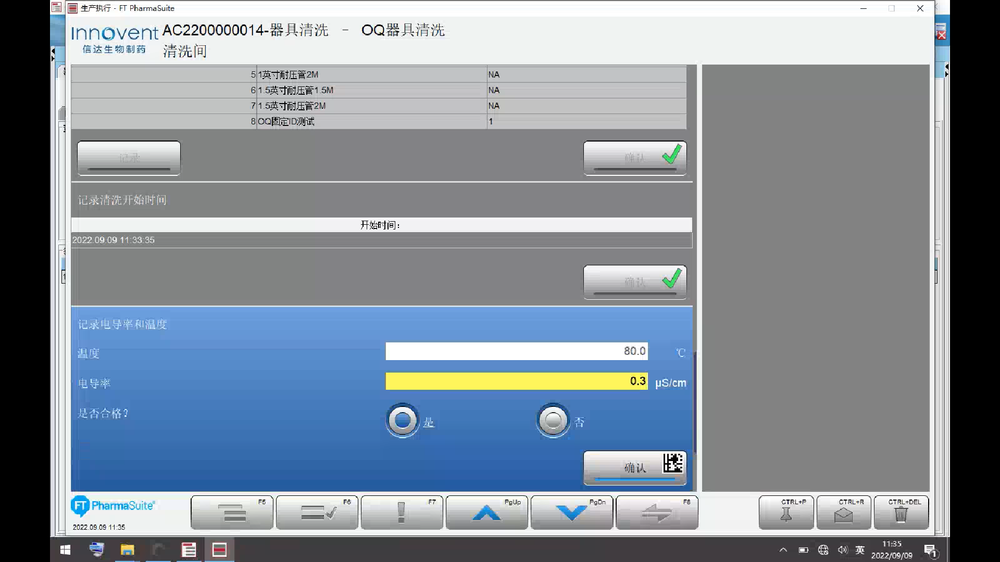 生产执行 - FT PharmaSuite
Innovent
信达生物制药
AC2200000014-器具清洗 - OQ器具清洗
清洗间
5 1英寸耐压管2M NA
6 1.5英寸耐压管1.5M NA
7 1.5英寸耐压管2M NA
8 OQ固定ID测试 1
记录 确认
记录清洗开始时间
开始时间:
2022.09.09 11:33:35
确认
记录电导率和温度
温度 80.0 ℃
电导率 0.3 µS/cm
是否合格? 是 否
确认
FT PharmaSuite®
F5 F6 F7 PgUp PgDn F8 CTRL+P CTRL+R CTRL+DEL
2022.09.09 11:35
英
11:35
2022/09/09
1